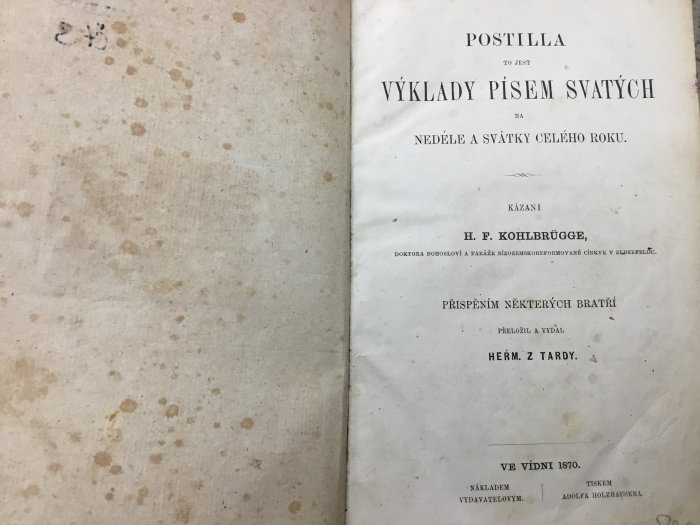 POSTILLA
TO JEST
VÝKLADY PÍSEM SVATÝCH
NA
NEDĚLE A SVÁTKY CELÉHO ROKU.
KÁZANÍ
H. F. KOHLBRÜGGE,
DOKTORA BOHOSLOVÍ A FARÁŘE NÍZOZEMSKOREFORMOVANÉ CÍRKVE V ELBERFELDU.
PŘISPĚNÍM NĚKTERÝCH BRATŘÍ
PŘELOŽIL A VYDAL
HEŘM. Z TARDY.
VE VÍDNI 1870.
NÁKLADEM
VYDAVATELOVÝM.
TISKEM
ADOLFA HOLZHAUSENA.